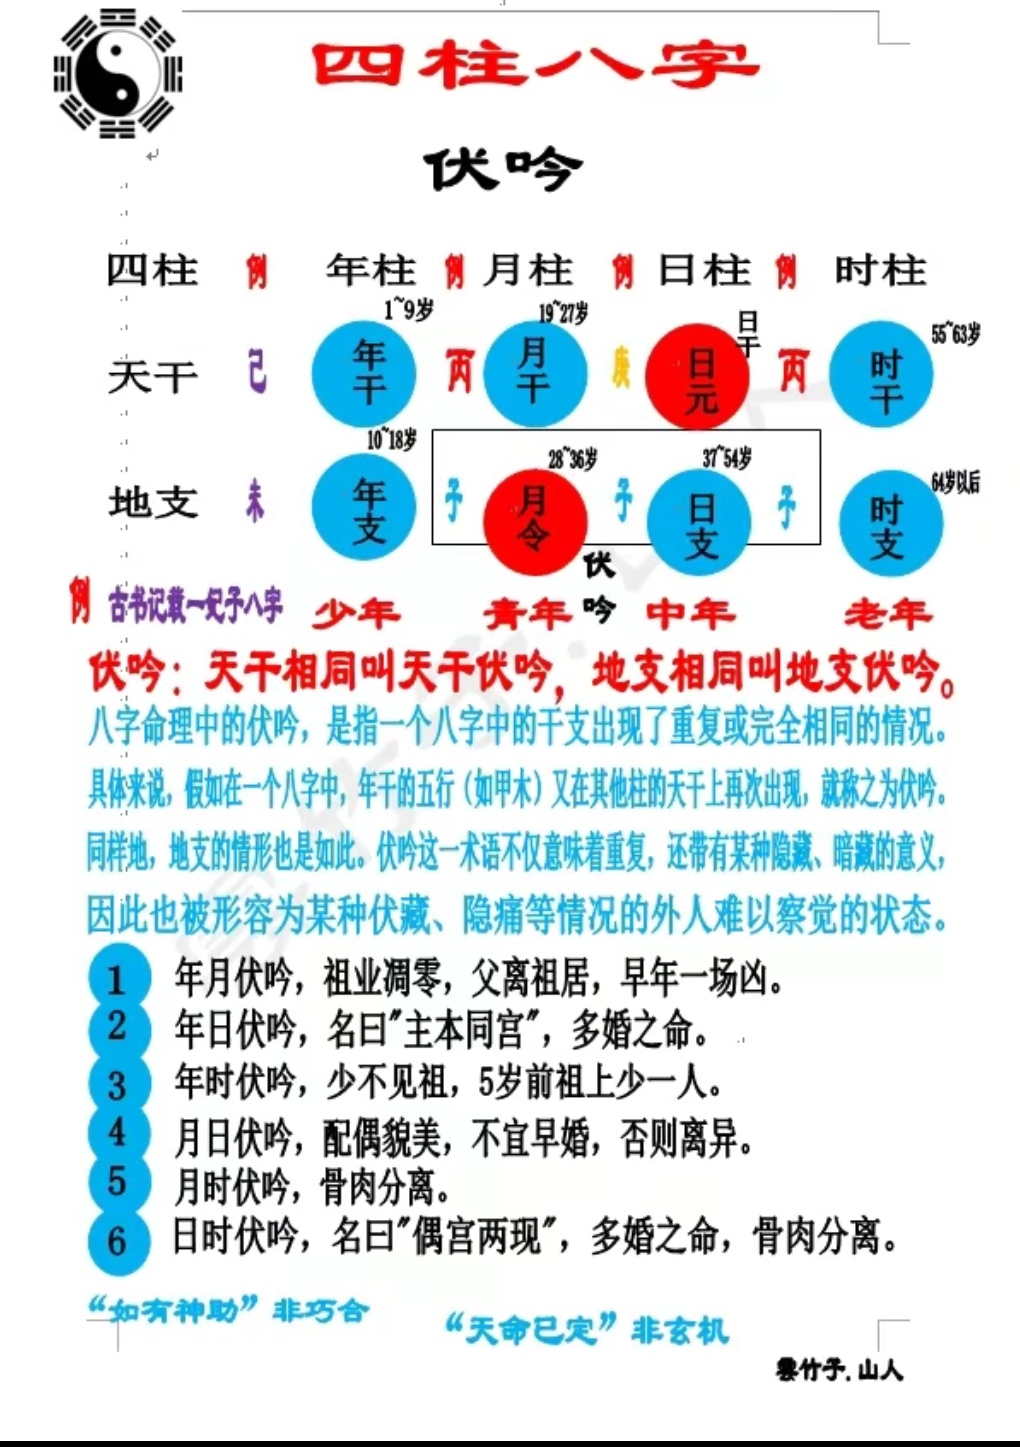 四柱八字
伏吟
四柱 例 年柱 例 月柱 例 日柱 例 时柱
1~9岁 19~27岁 日干 55~63岁
天干 己 年干 丙 月干 庚 日元 丙 时干
10~18岁 28~36岁 37~54岁 64岁以后
地支 未 年支 子 月令 子 日支 子 时支
伏吟
例 古书记载一妃子八字 少年 青年 中年 老年
伏吟：天干相同叫天干伏吟，地支相同叫地支伏吟。
八字命理中的伏吟，是指一个八字中的干支出现了重复或完全相同的情况。
具体来说，假如在一个八字中，年干的五行（如甲木）又在其他柱的天干上再次出现，就称之为伏吟。
同样地，地支的情形也是如此。伏吟这一术语不仅意味着重复，还带有某种隐藏、暗藏的意义，
因此也被形容为某种伏藏、隐痛等情况的外人难以察觉的状态。
1 年月伏吟，祖业凋零，父离祖居，早年一场凶。
2 年日伏吟，名曰"主本同宫"，多婚之命。
3 年时伏吟，少不见祖，5岁前祖上少一人。
4 月日伏吟，配偶貌美，不宜早婚，否则离异。
5 月时伏吟，骨肉分离。
6 日时伏吟，名曰"偶宫两现"，多婚之命，骨肉分离。
“如有神助”非巧合
“天命已定”非玄机
雲竹子.山人